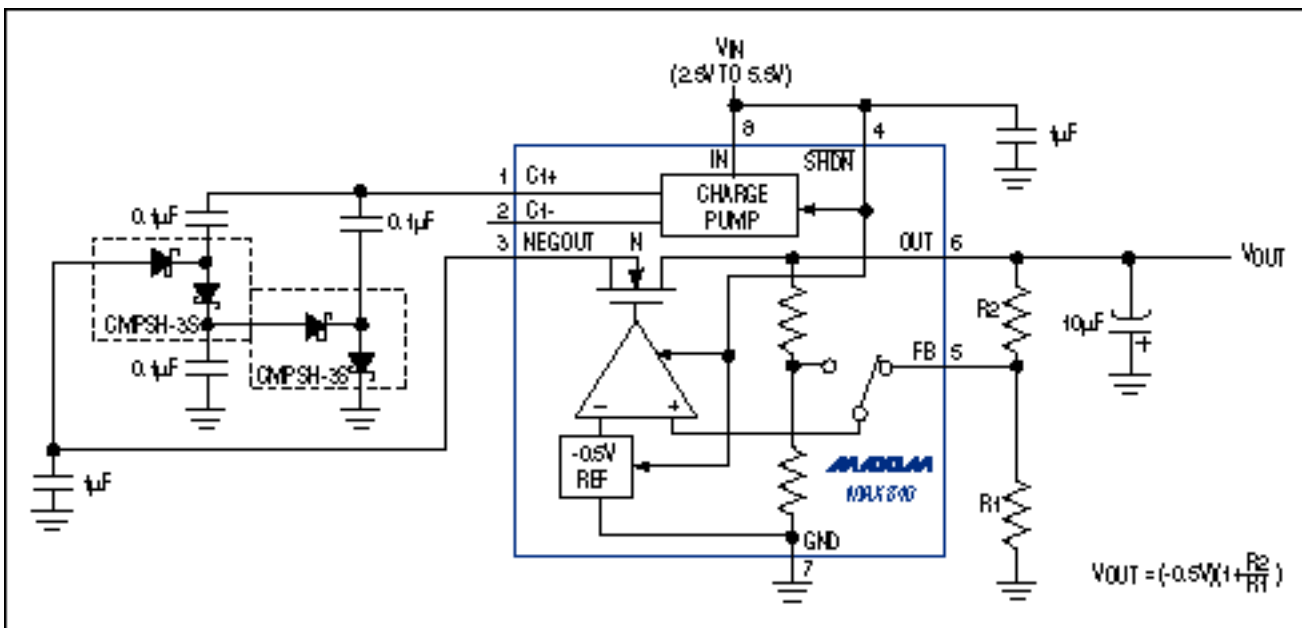 VIN
(2.5V TO 5.5V)
8
4
1µF
IN
SHDN
1
C1+
CHARGE
PUMP
0.1µF
2
C1-
0.1µF
3
NEGOUT
N
OUT
6
VOUT
R2
10µF
+
CMPSH-3S
FB
5
0.1µF
CMPSH-3S
-
+
-0.5V
REF
MAXIM
1µF
R1
GND
7
VOUT = (-0.5V)(1+R2/R1)